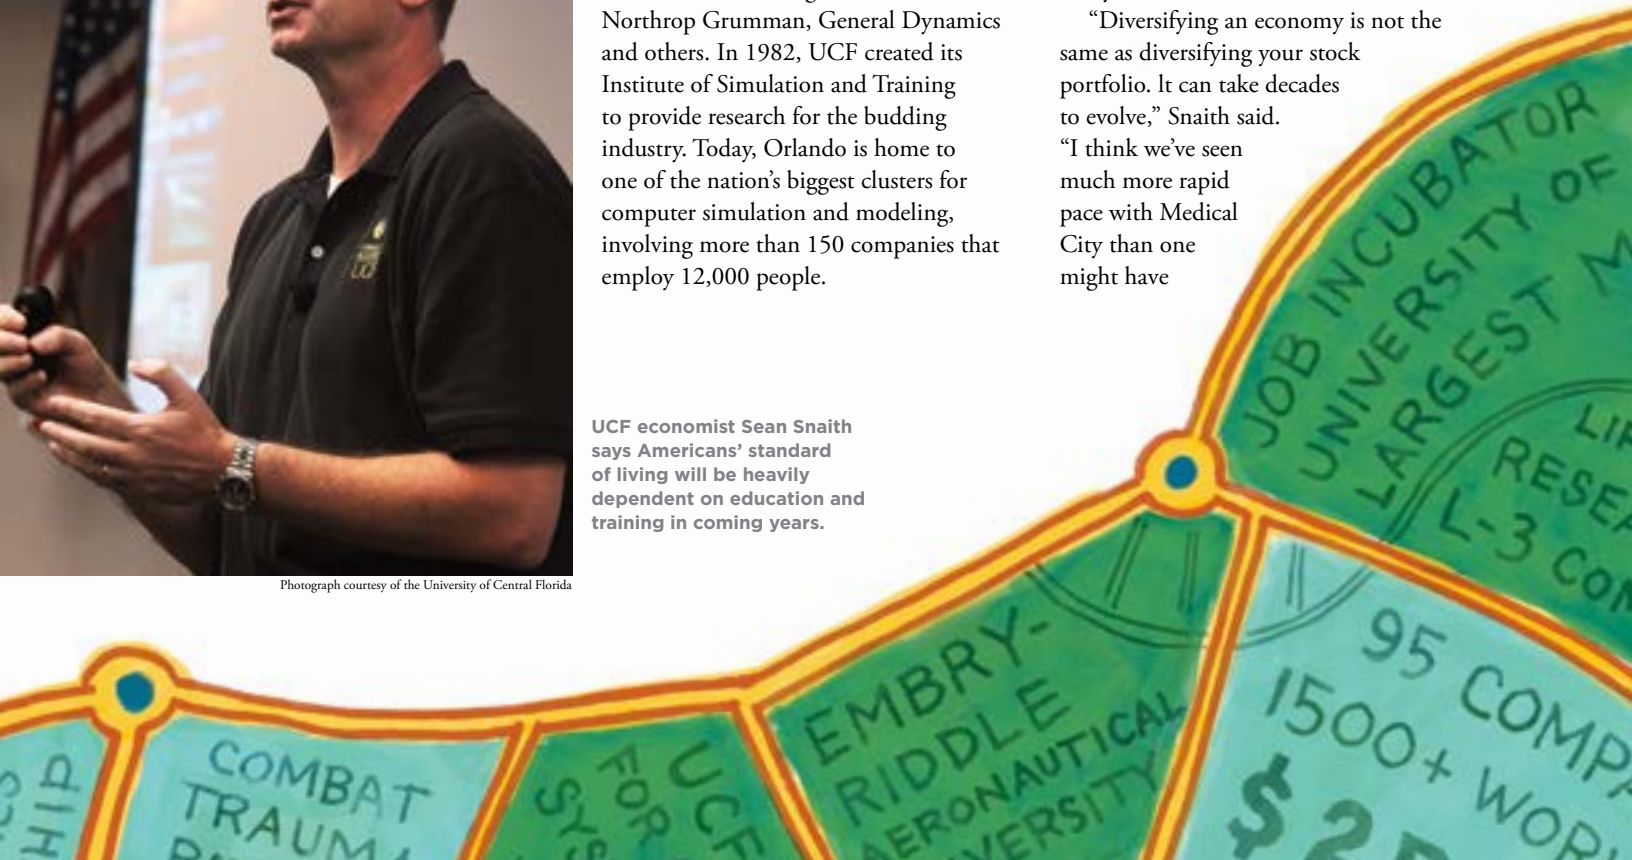 Northrop Grumman, General Dynamics
and others. In 1982, UCF created its
Institute of Simulation and Training
to provide research for the budding
industry. Today, Orlando is home to
one of the nation’s biggest clusters for
computer simulation and modeling,
involving more than 150 companies that
employ 12,000 people.
“Diversifying an economy is not the
same as diversifying your stock
portfolio. It can take decades
to evolve,” Snaith said.
“I think we’ve seen
much more rapid
pace with Medical
City than one
might have
UCF
UCF economist Sean Snaith
says Americans’ standard
of living will be heavily
dependent on education and
training in coming years.
Photograph courtesy of the University of Central Florida
JOB INCUBATOR
UNIVERSITY OF
LARGEST
L-3
EMBRY-
RIDDLE
AERONAUTICAL
95
1500+
COMBAT
UCF
FOR